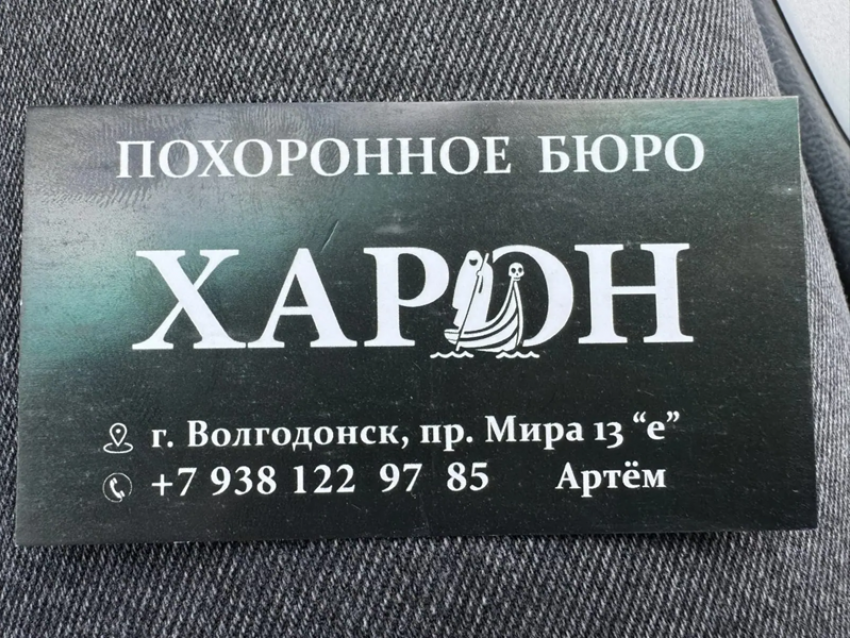 ПОХОРОННОЕ БЮРО
ХАРОН
г. Волгодонск, пр. Мира 13 “е”
+7 938 122 97 85 Артём